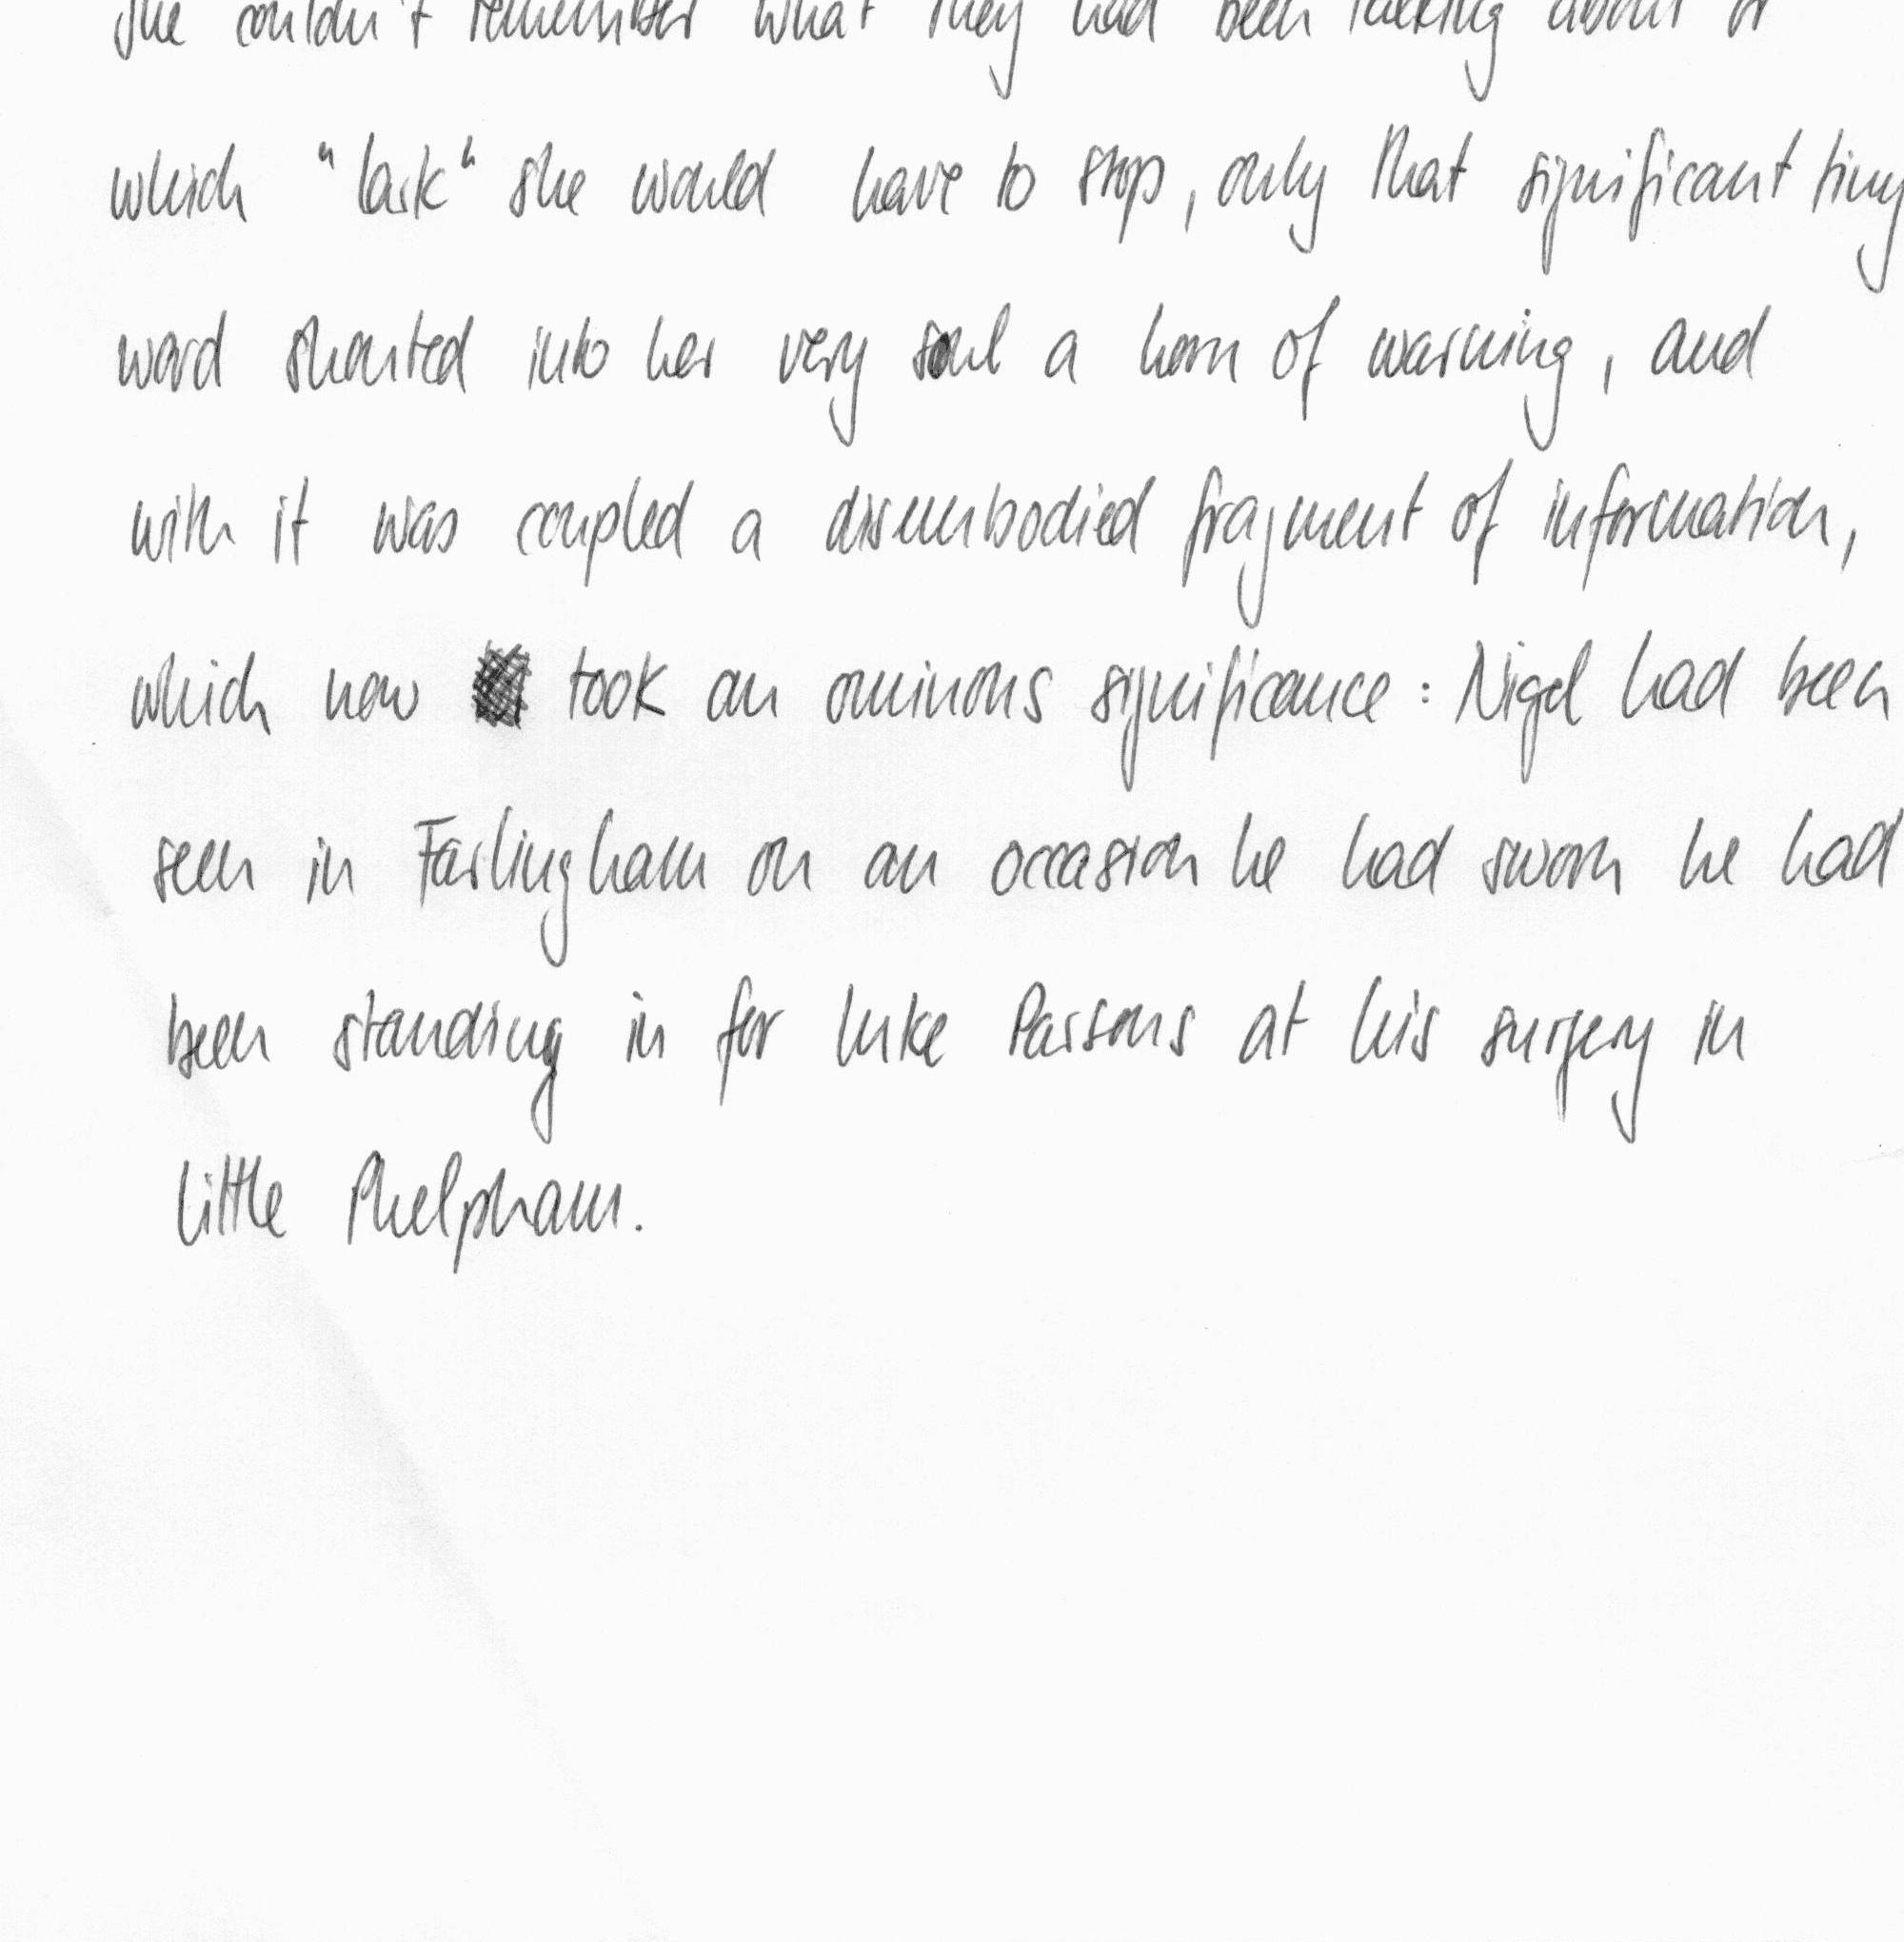 She couldn't remember what they had been talking about or
which "lark" she would have to stop, only that significant tiny
word shouted into her very soul a horn of warning, and
with it was coupled a disembodied fragment of information,
which now took an ominous significance: Nigel had been
seen in Farlingham on an occasion he had sworn he had
been standing in for Luke Parsons at his surgery in
Little Phelpham.